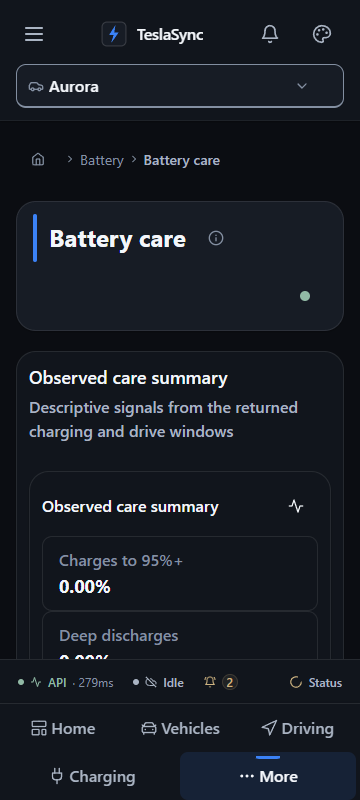 TeslaSync
Aurora
Battery Battery care
Battery care
Observed care summary
Descriptive signals from the returned
charging and drive windows
Observed care summary
Charges to 95%+
0.00%
Deep discharges
0.00%
API · 279ms Idle 2 Status
Home Vehicles Driving
Charging More